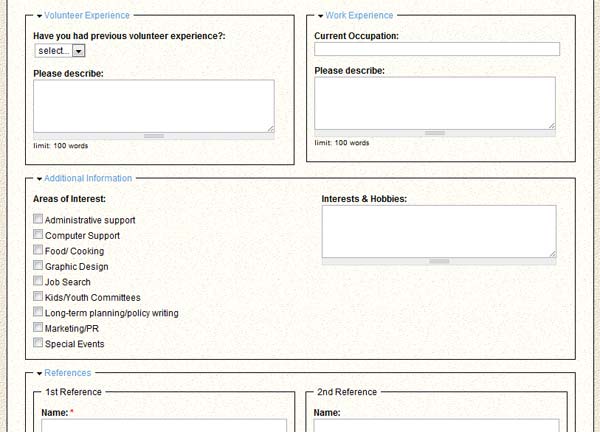 Volunteer Experience
Have you had previous volunteer experience?:
select...
Please describe:
limit: 100 words
Work Experience
Current Occupation:
Please describe:
limit: 100 words
Additional Information
Areas of Interest:
Administrative support
Computer Support
Food/ Cooking
Graphic Design
Job Search
Kids/Youth Committees
Long-term planning/policy writing
Marketing/PR
Special Events
Interests & Hobbies:
References
1st Reference
Name: *
2nd Reference
Name: